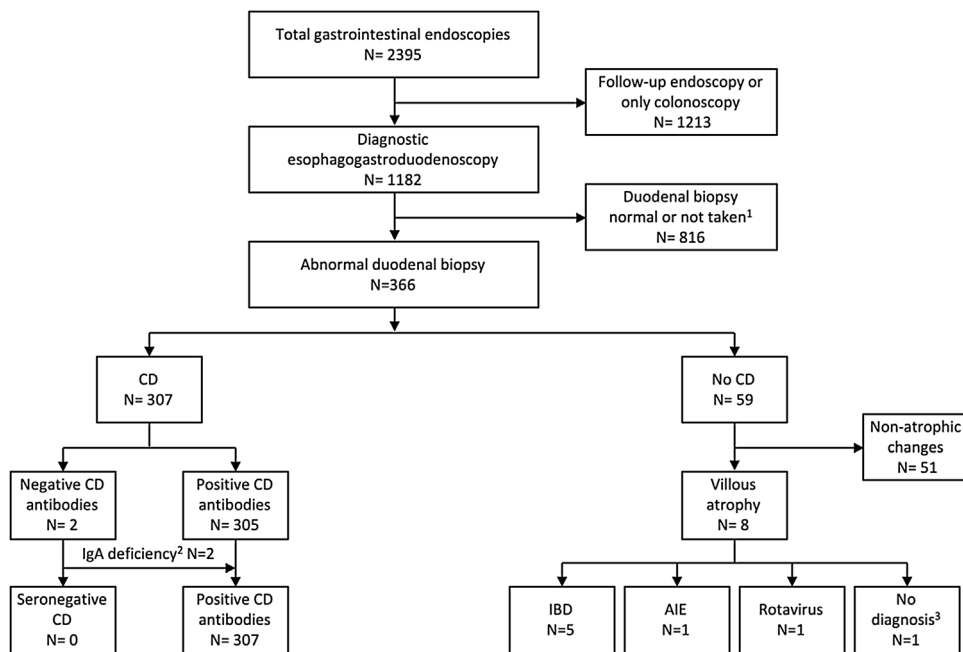 Total gastrointestinal endoscopies
N= 2395
Follow-up endoscopy or
only colonoscopy
N= 1213
Diagnostic
esophagogastroduodenoscopy
N= 1182
Duodenal biopsy
normal or not taken¹
N= 816
Abnormal duodenal biopsy
N=366
CD
N= 307
No CD
N= 59
Non-atrophic
changes
N= 51
Negative CD
antibodies
N= 2
Positive CD
antibodies
N= 305
Villous
atrophy
N= 8
IgA deficiency² N=2
Seronegative
CD
N= 0
Positive CD
antibodies
N= 307
IBD
N=5
AIE
N=1
Rotavirus
N=1
No
diagnosis³
N=1